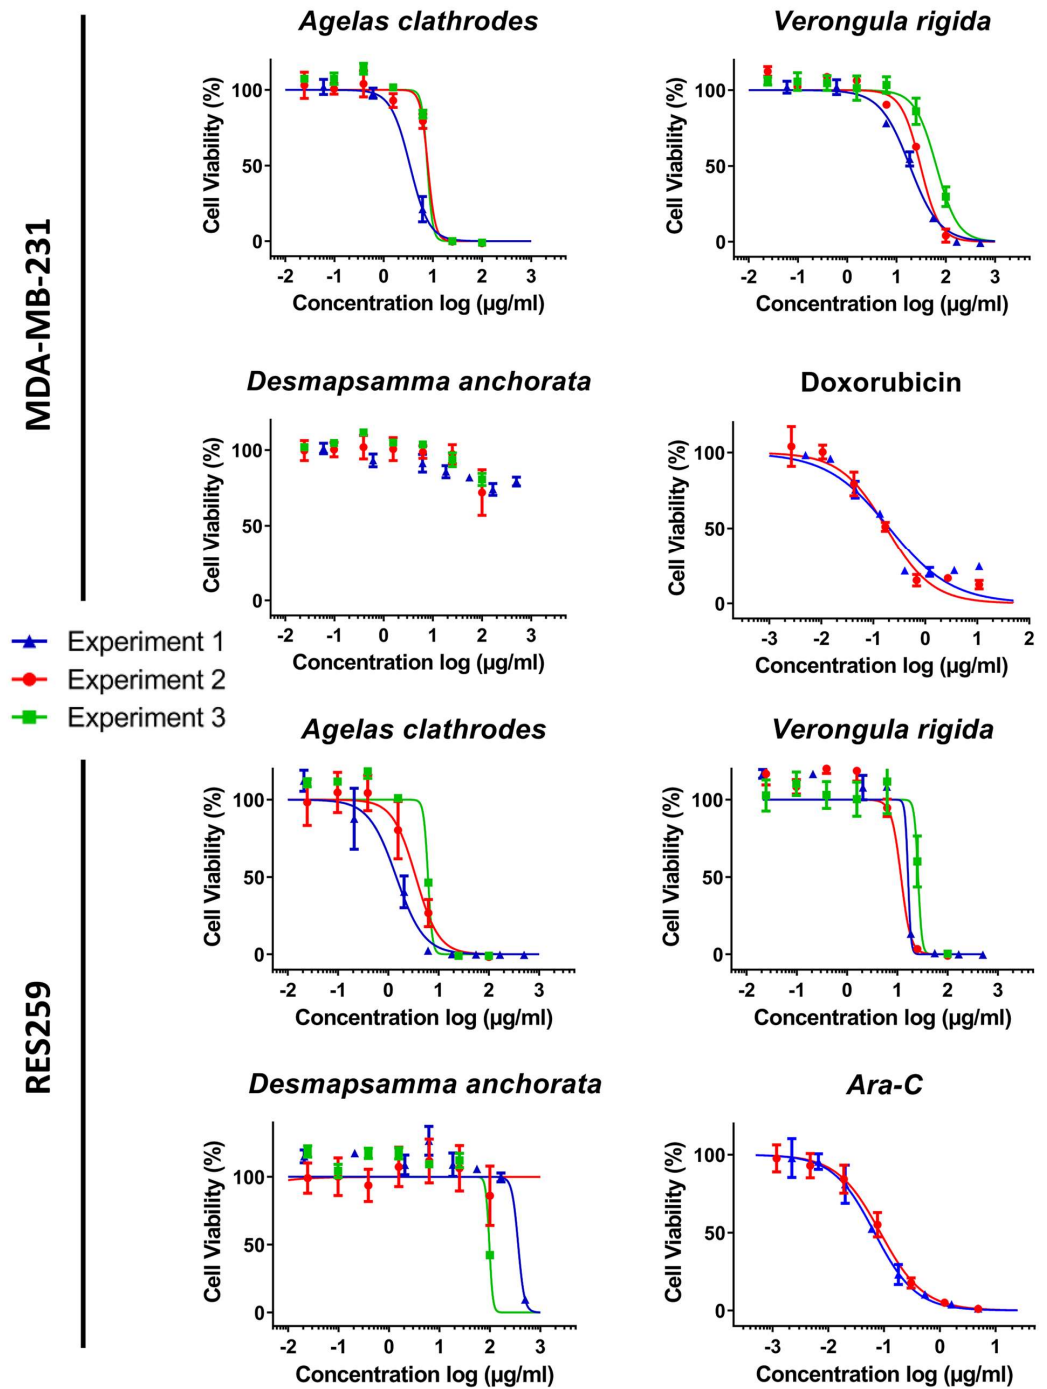 MDA-MB-231
Agelas clathrodes
Cell Viability (%)
100
50
0
-2 -1 0 1 2 3
Concentration log (µg/ml)
Verongula rigida
Cell Viability (%)
100
50
0
-2 -1 0 1 2 3
Concentration log (µg/ml)
Desmapsamma anchorata
Cell Viability (%)
100
50
0
-2 -1 0 1 2 3
Concentration log (µg/ml)
Doxorubicin
Cell Viability (%)
100
50
0
-3 -2 -1 0 1 2
Concentration log (µg/ml)
Experiment 1
Experiment 2
Experiment 3
RES259
Agelas clathrodes
Cell Viability (%)
100
50
0
-2 -1 0 1 2 3
Concentration log (µg/ml)
Verongula rigida
Cell Viability (%)
100
50
0
-2 -1 0 1 2 3
Concentration log (µg/ml)
Desmapsamma anchorata
Cell Viability (%)
100
50
0
-2 -1 0 1 2 3
Concentration log (µg/ml)
Ara-C
Cell Viability (%)
100
50
0
-3 -2 -1 0 1
Concentration log (µg/ml)